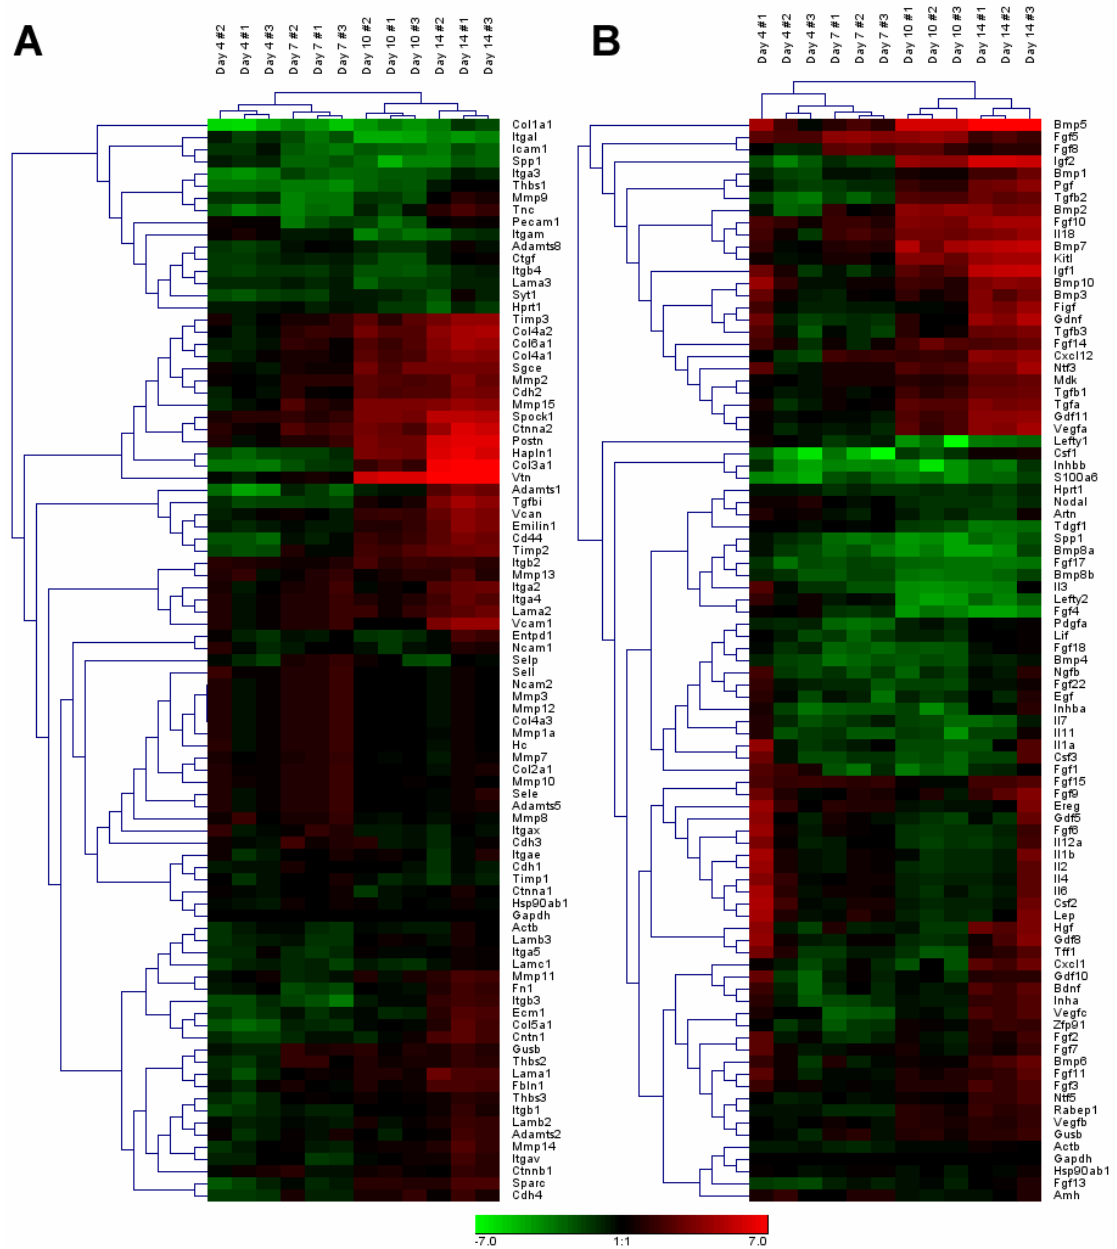 A
B
Day 4 #2
Day 4 #1
Day 4 #3
Day 7 #2
Day 7 #1
Day 7 #3
Day 10 #2
Day 10 #1
Day 10 #3
Day 14 #2
Day 14 #1
Day 14 #3
Day 4 #1
Day 4 #2
Day 4 #3
Day 7 #1
Day 7 #2
Day 7 #3
Day 10 #1
Day 10 #2
Day 10 #3
Day 14 #1
Day 14 #2
Day 14 #3
Col1a1
Itgal
Icam1
Spp1
Itga3
Thbs1
Mmp9
Tnc
Pecam1
Itgam
Adamts8
Ctgf
Itgb4
Lama3
Syt1
Hprt1
Timp3
Col4a2
Col6a1
Col4a1
Sgce
Mmp2
Cdh2
Mmp15
Spock1
Ctnna2
Postn
Hapln1
Col3a1
Vtn
Adamts1
Tgfbi
Vcan
Emilin1
Cd44
Timp2
Itgb2
Mmp13
Itga2
Itga4
Lama2
Vcam1
Entpd1
Ncam1
Selp
Sell
Ncam2
Mmp3
Mmp12
Col4a3
Mmp1a
Hc
Mmp7
Col2a1
Mmp10
Sele
Adamts5
Mmp8
Itgax
Cdh3
Itgae
Cdh1
Timp1
Ctnna1
Hsp90ab1
Gapdh
Actb
Lamb3
Itga5
Lamc1
Mmp11
Fn1
Itgb3
Ecm1
Col5a1
Cntn1
Gusb
Thbs2
Lama1
Fbln1
Thbs3
Itgb1
Lamb2
Adamts2
Mmp14
Itgav
Ctnnb1
Sparc
Cdh4
Bmp5
Fgf5
Fgf8
Igf2
Bmp1
Pgf
Tgfb2
Bmp2
Fgf10
Il18
Bmp7
Kitl
Igf1
Bmp10
Bmp3
Figf
Gdnf
Tgfb3
Fgf14
Cxcl12
Ntf3
Mdk
Tgfb1
Tgfa
Gdf11
Vegfa
Lefty1
Csf1
Inhbb
S100a6
Hprt1
Nodal
Artn
Tdgf1
Spp1
Bmp8a
Fgf17
Bmp8b
Il3
Lefty2
Fgf4
Pdgfa
Lif
Fgf18
Bmp4
Ngfb
Fgf22
Egf
Inhba
Il7
Il11
Il1a
Csf3
Fgf1
Fgf15
Fgf9
Ereg
Gdf5
Fgf6
Il12a
Il1b
Il2
Il4
Il6
Csf2
Lep
Hgf
Gdf8
Tff1
Cxcl1
Gdf10
Bdnf
Inha
Vegfc
Zfp91
Fgf2
Fgf7
Bmp6
Fgf11
Fgf3
Ntf5
Rabep1
Vegfb
Gusb
Actb
Gapdh
Hsp90ab1
Fgf13
Amh
-7.0
1:1
7.0